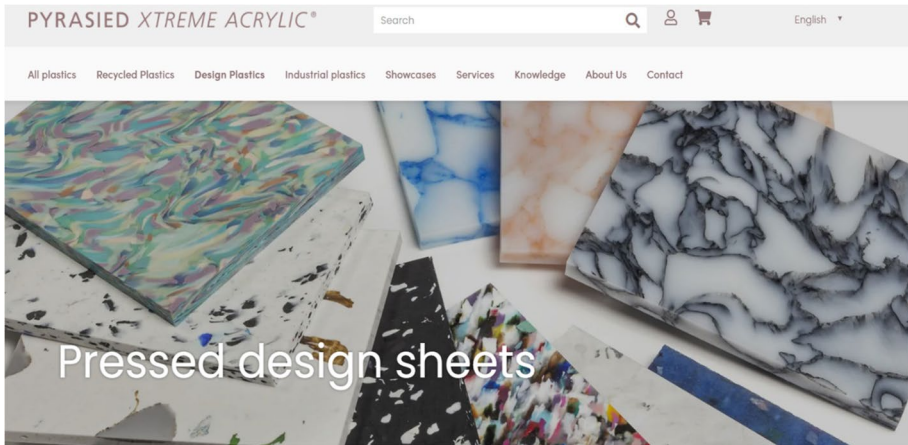 PYRASIED XTREME ACRYLIC®
Search
English
All plastics Recycled Plastics Design Plastics Industrial plastics Showcases Services Knowledge About Us Contact
Pressed design sheets